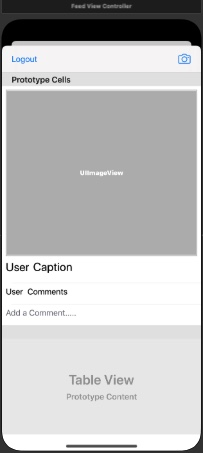 Feed View Controller
Logout
Prototype Cells
UIImageView
User Caption
User Comments
Add a Comment.....
Table View
Prototype Content